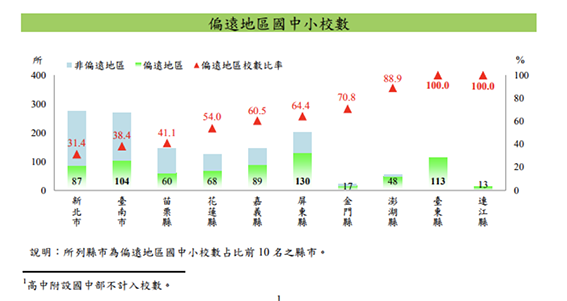 偏遠地區國中小校數
所
非偏遠地區 偏遠地區 偏遠地區校數比率
%
400 300 200 100 0
100 80 60 40 20 0
31.4 38.4 41.1 54.0 60.5 64.4 70.8 88.9 100.0 100.0
87 104 60 68 89 130 17 48 113 13
新北市 臺南市 苗栗縣 花蓮縣 嘉義縣 屏東縣 金門縣 澎湖縣 臺東縣 連江縣
說明：所列縣市為偏遠地區國中小校數占比前 10 名之縣市。
1高中附設國中部不計入校數。
1